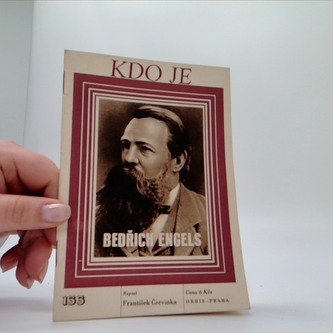 KDO JE
BEDŘICH ENGELS
133
Napsal
František Červinka
Cena 6 Kčs
ORBIS - PRAHA